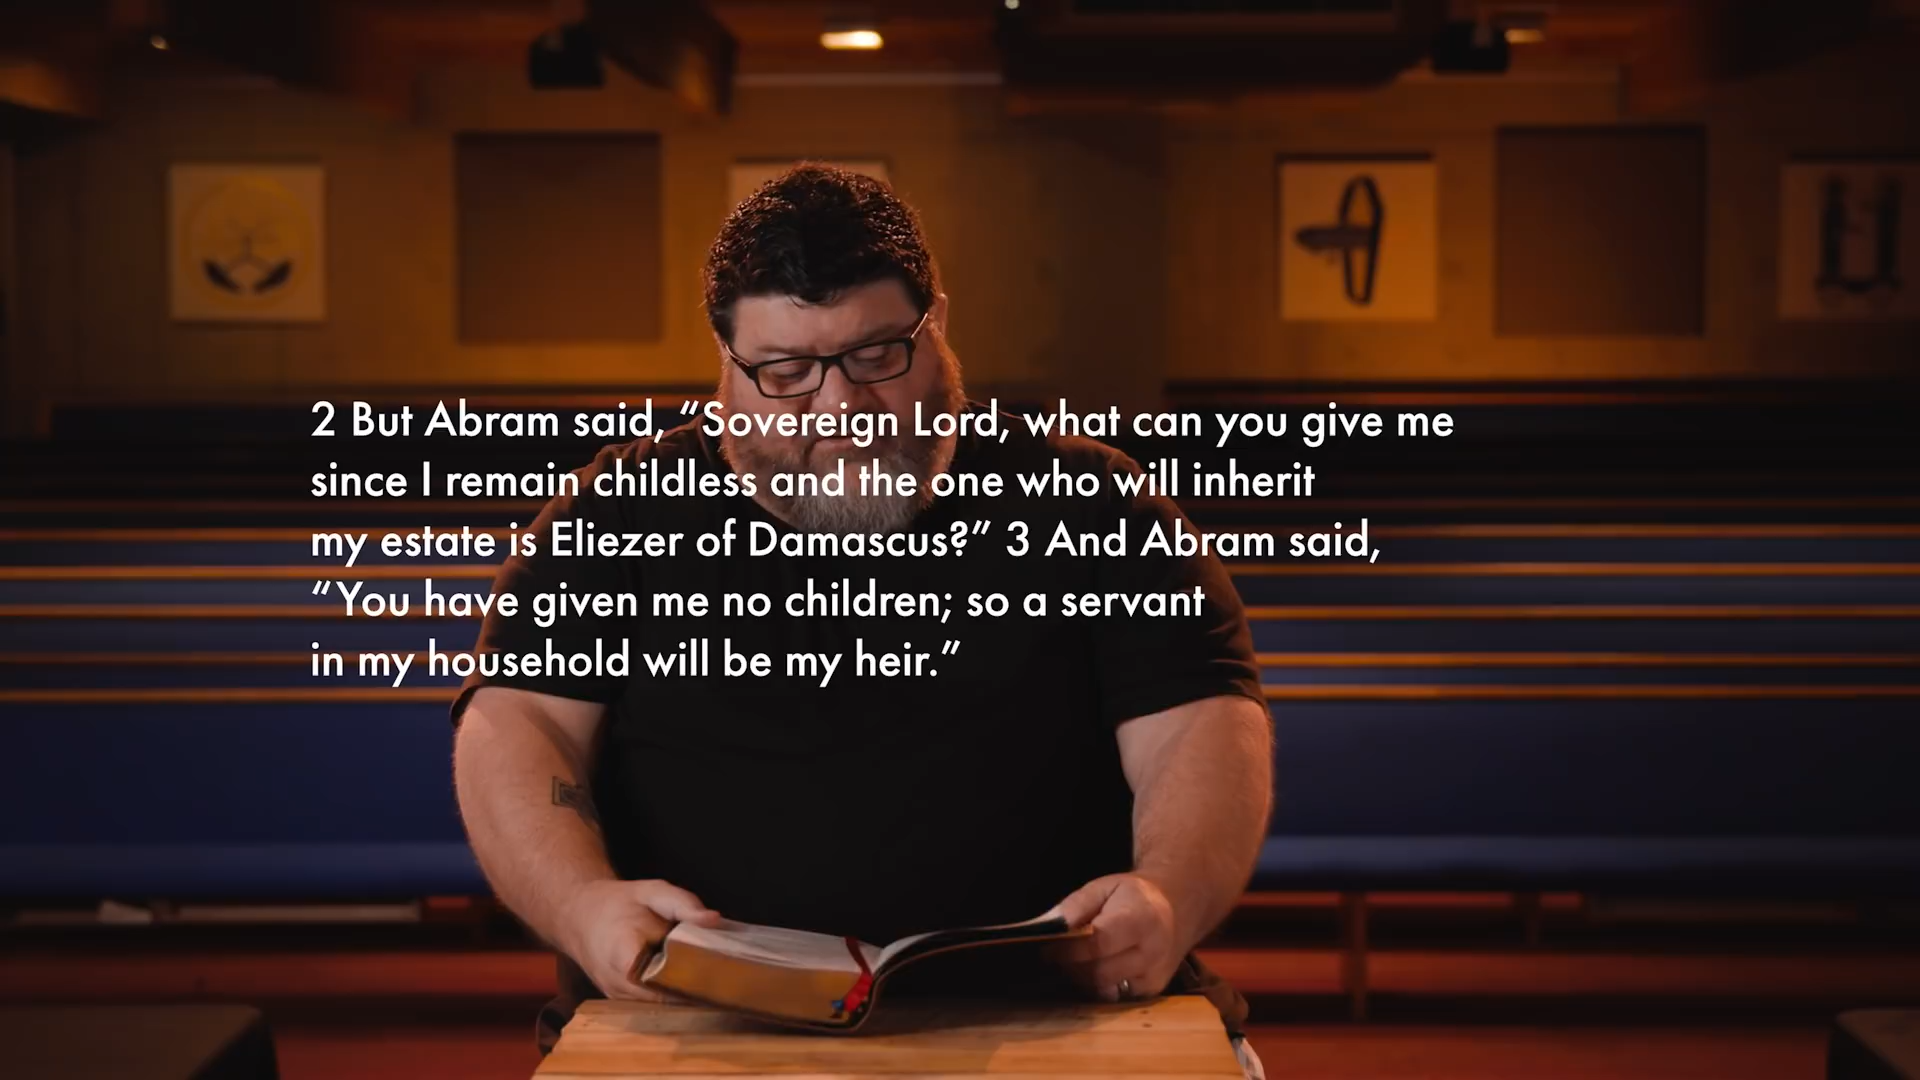 2 But Abram said, “Sovereign Lord, what can you give me
since I remain childless and the one who will inherit
my estate is Eliezer of Damascus?” 3 And Abram said,
“You have given me no children; so a servant
in my household will be my heir.”